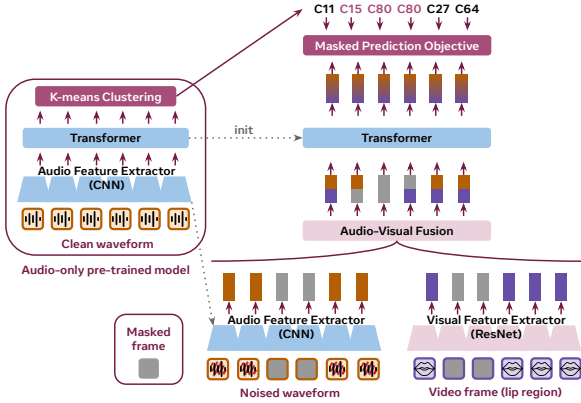 C11 C15 C80 C80 C27 C64
Masked Prediction Objective
K-means Clustering
Transformer
init
Transformer
Audio Feature Extractor
(CNN)
Clean waveform
Audio-only pre-trained model
Audio-Visual Fusion
Masked
frame
Audio Feature Extractor
(CNN)
Noised waveform
Visual Feature Extractor
(ResNet)
Video frame (lip region)